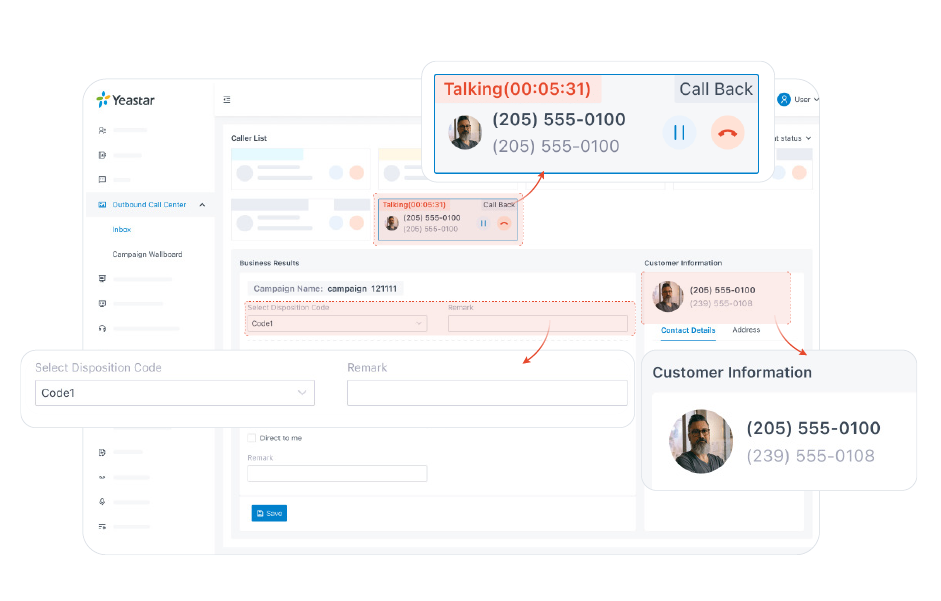 Yeastar
User
Talking(00:05:31)
Call Back
(205) 555-0100
(205) 555-0100
Caller List
status
Outbound Call Center
Inbox
Campaign Wallboard
Talking(00:05:31)
Call Back
(205) 555-0100
(205) 555-0100
Business Results
Campaign Name: campaign 121111
Select Disposition Code
Remark
Code1
Customer Information
(205) 555-0100
(239) 555-0108
Contact Details
Address
Select Disposition Code
Remark
Code1
Customer Information
(205) 555-0100
(239) 555-0108
Direct to me
Remark
Save